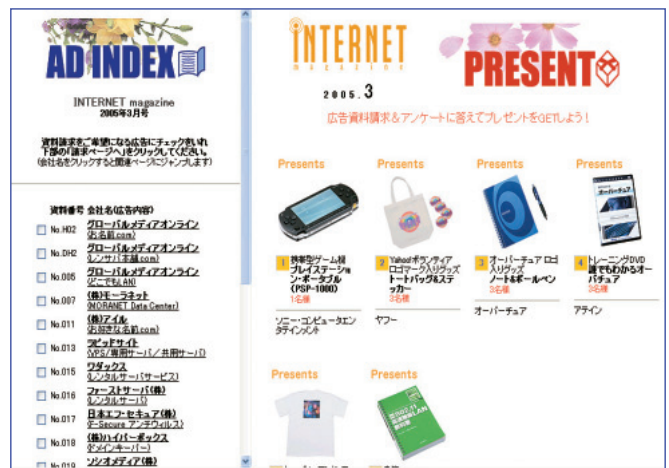 AD INDEX
INTERNET magazine
2005年3月号
資料請求をご希望になる広告にチェックをいれ
下部の「請求ページへ」をクリックしてください。
(会社名をクリックすると関連ページにジャンプします)
資料番号 会社名(広告内容)
No.H02 グローバルメディアオンライン
(お名前.com)
No.DH2 グローバルメディアオンライン
(レンサバ本舗.com)
No.005 グローバルメディアオンライン
(どこでもLAN)
No.007 (株)モーラネット
(MORANET Data Center)
No.011 (株)アイル
(お好きな名前.com)
No.013 ラピッドサイト
(VPS/専用サーバ/共用サーバ)
No.015 ワダックス
(レンタルサーバサービス)
No.016 ファーストサーバ(株)
(レンタルサーバ)
No.017 日本エフ・セキュア(株)
(F-Secure アンチウィルス)
No.018 (株)ハイパーボックス
(ドメインキーパー)
No.019 ソシオメディア(株)
INTERNET
magazine
PRESENT
2005.3
広告資料請求&アンケートに答えてプレゼントをGETしよう!
Presents
1 携帯型ゲーム機
プレイステーショ
ン・ポータブル
(PSP-1000)
1名様
ソニー・コンピュータエン
タテインメント
Presents
2 Yahoo!ボランティア
ロゴマーク入りグッズ
トートバッグ&ステ
ッカー
3名様
ヤフー
Presents
3 オーバーチュア ロゴ
入りグッズ
ノート&ボールペン
3名様
オーバーチュア
Presents
4 トレーニングDVD
誰でもわかるオー
バチュア
3名様
アテイン
Presents
Presents